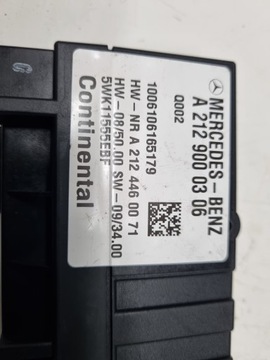 MERCEDES-BENZ
A 212 900 03 06
Q002
1006106165179
HW-NR A 212 446 00 71
HW-08/50.00 SW-09/34.00
5WK11555EBF
Continental